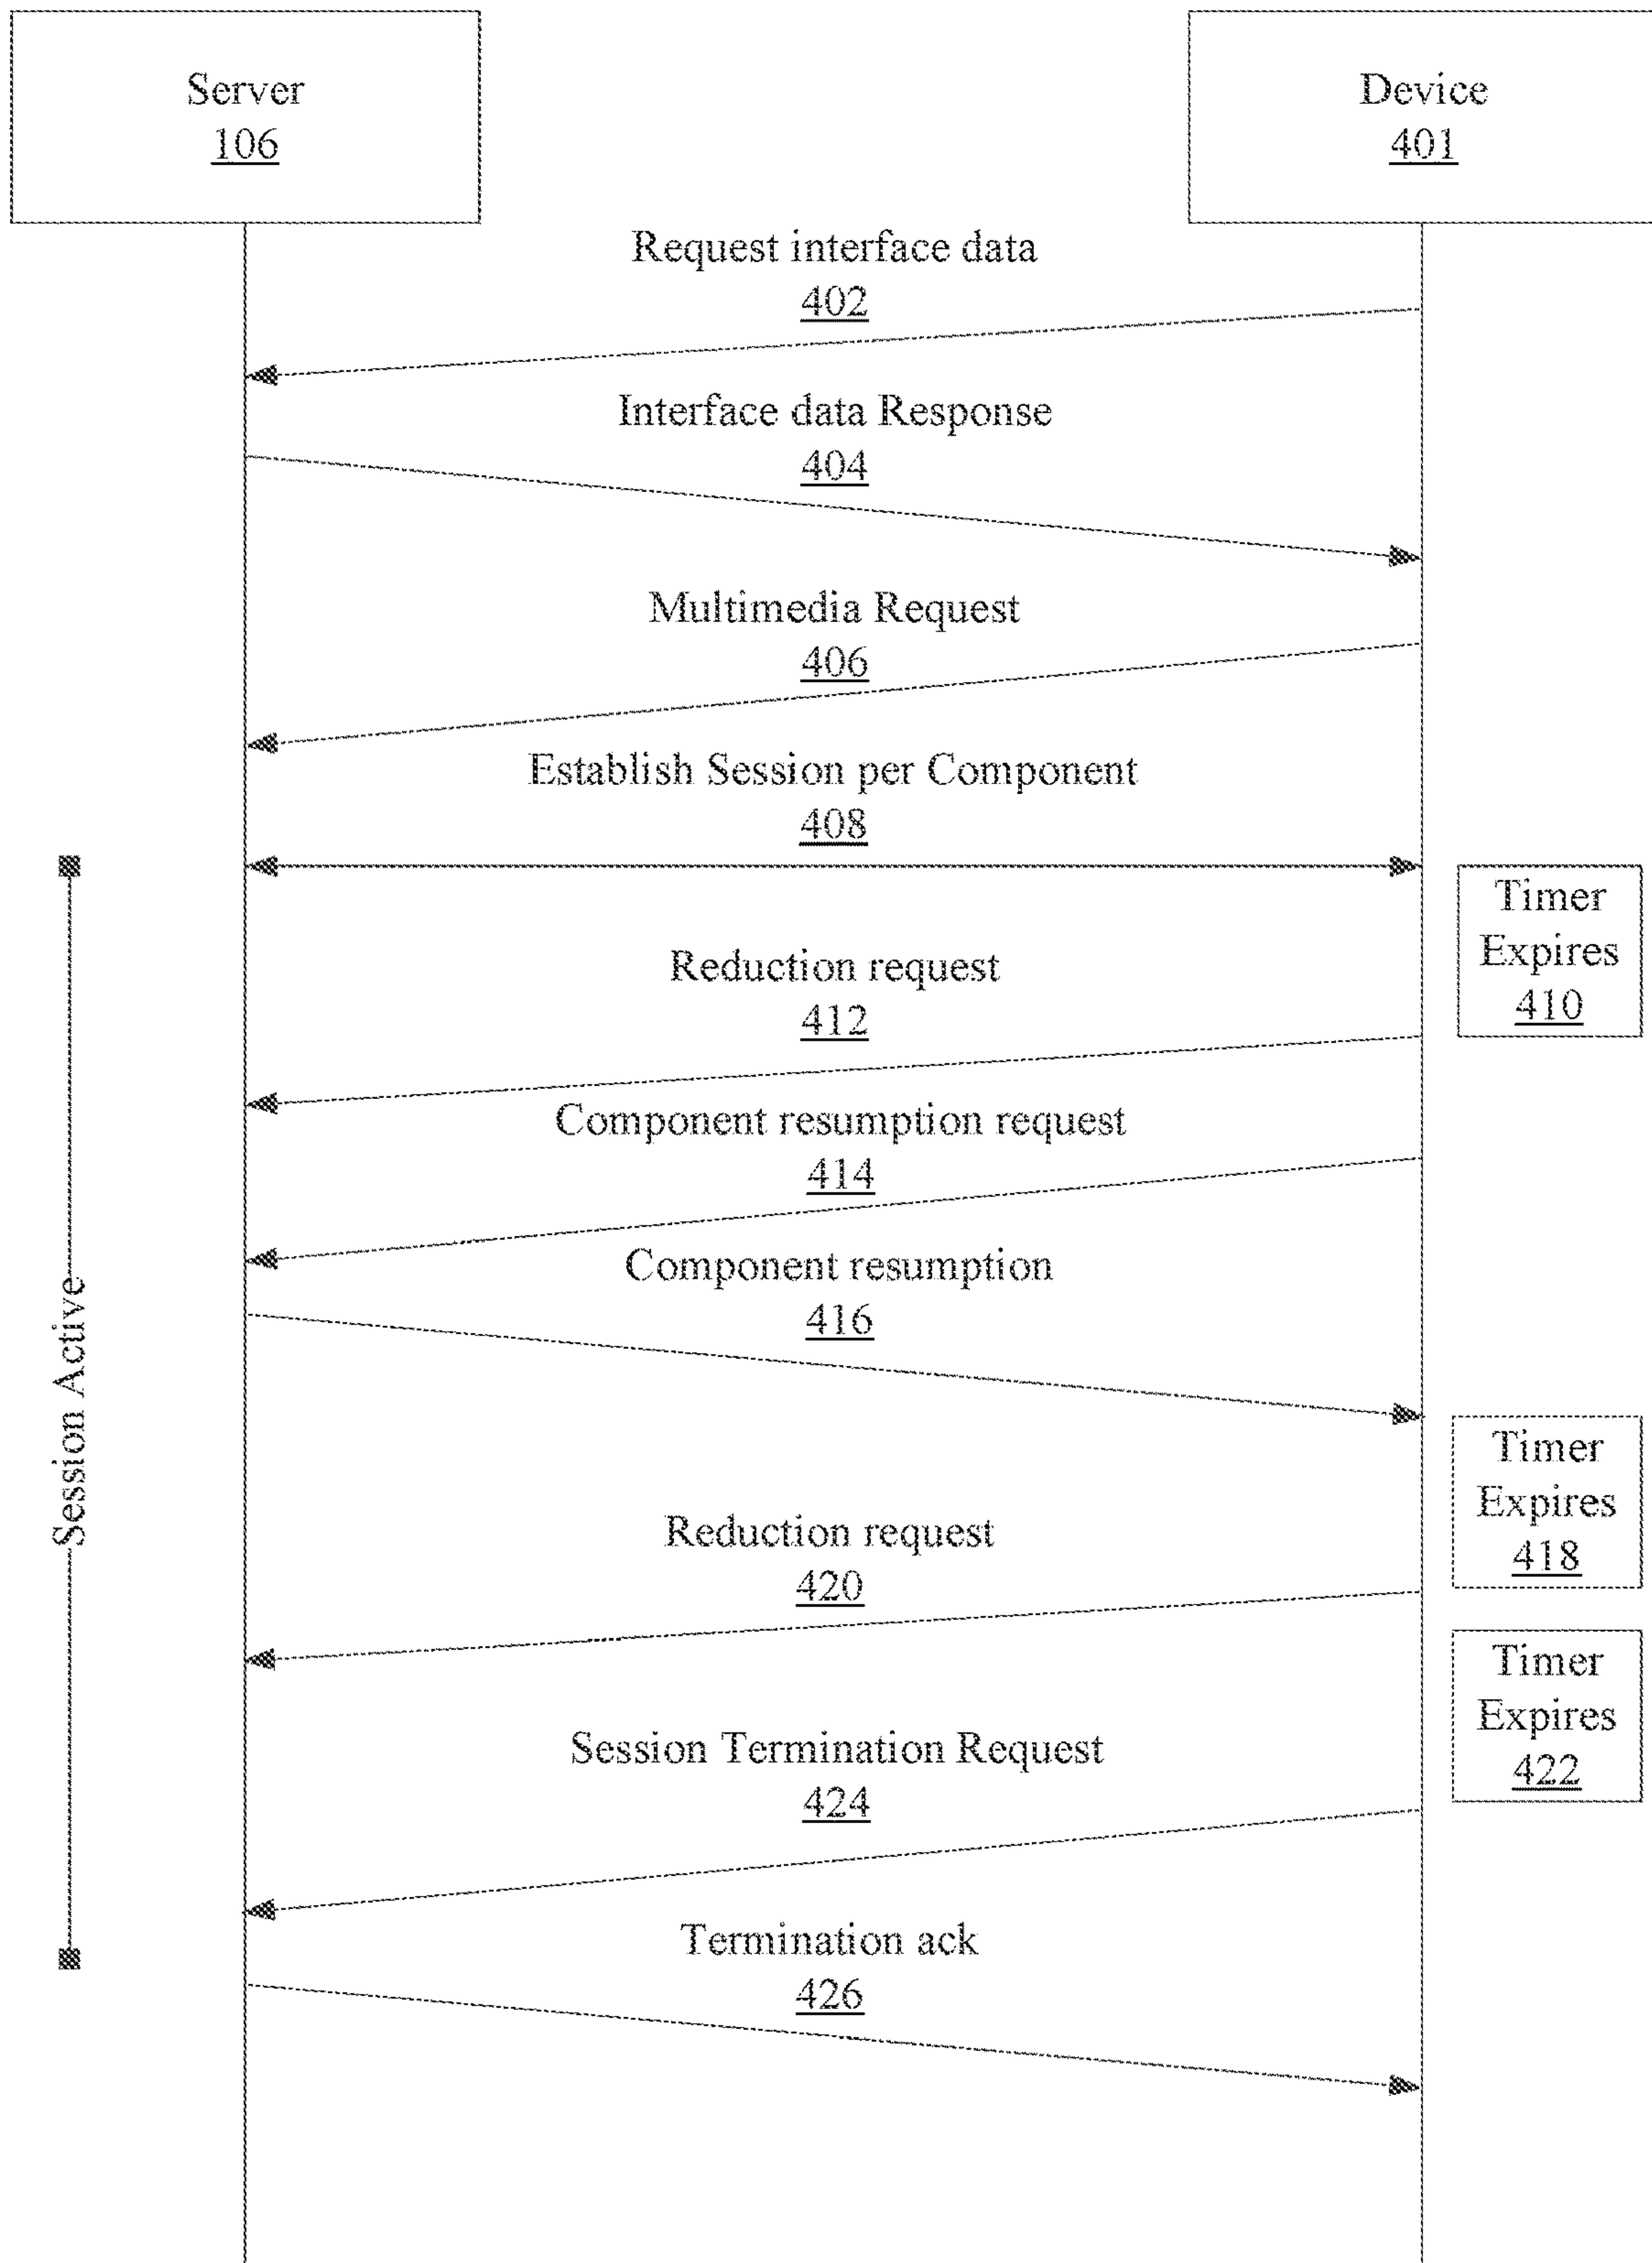 Server
106
Device
401
Request interface data
402
Interface data Response
404
Multimedia Request
406
Establish Session per Component
408
Timer
Expires
410
Reduction request
412
Component resumption request
414
Component resumption
416
Session Active
Timer
Expires
418
Reduction request
420
Timer
Expires
422
Session Termination Request
424
Termination ack
426